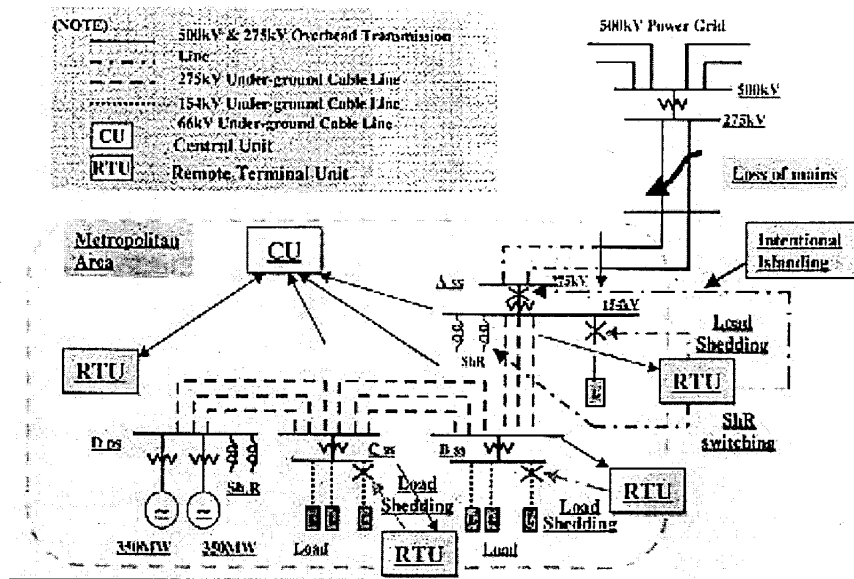 (NOTE)
500kV & 275kV Overhead Transmission
Line
275kV Under-ground Cable Line
154kV Under-ground Cable Line
66kV Under-ground Cable Line
CU
Central Unit
RTU
Remote Terminal Unit
500kV Power Grid
500kV
275kV
Loss of mains
Metropolitan
Area
CU
Intentional
Islanding
A ss
275kV
154kV
Load
Shedding
ShR
RTU
RTU
ShR
switching
D ps
C ss
B ss
Sh.R
Load
Shedding
Load
Shedding
RTU
350MW
350MW
Load
RTU
Load